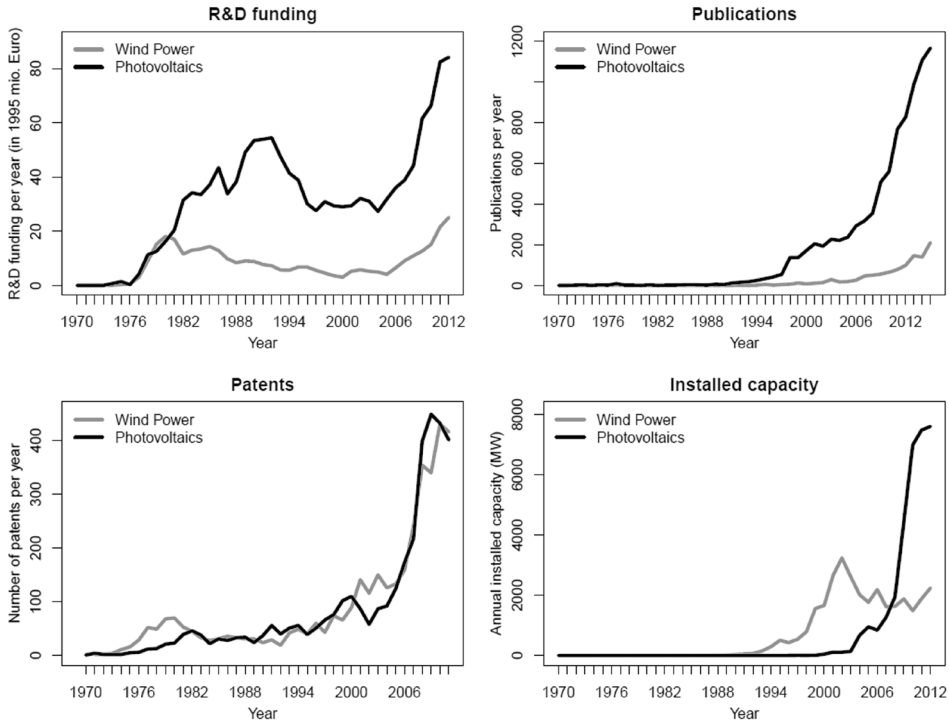 R&D funding
R&D funding per year (in 1995 mio. Euro)
80
60
40
20
0
Wind Power
Photovoltaics
1970 1976 1982 1988 1994 2000 2006 2012
Year
Publications
Publications per year
1200
800
600
400
200
0
Wind Power
Photovoltaics
1970 1976 1982 1988 1994 2000 2006 2012
Year
Patents
Number of patents per year
400
300
200
100
0
Wind Power
Photovoltaics
1970 1976 1982 1988 1994 2000 2006
Year
Installed capacity
Annual installed capacity (MW)
8000
6000
4000
2000
0
Wind Power
Photovoltaics
1970 1976 1982 1988 1994 2000 2006 2012
Year